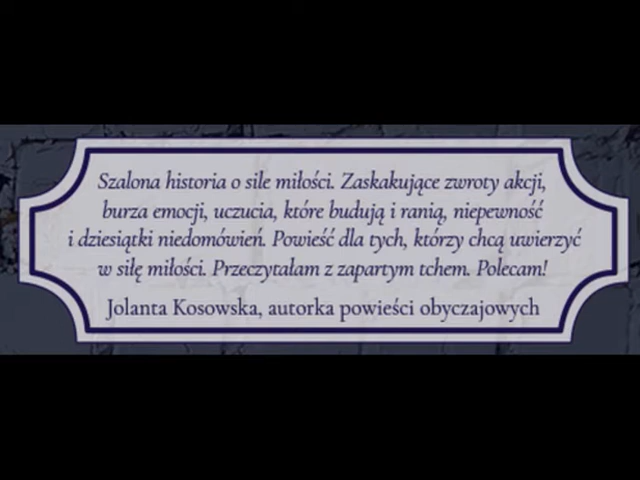 Szalona historia o sile miłości. Zaskakujące zwroty akcji,
burza emocji, uczucia, które budują i ranią, niepewność
i dziesiątki niedomówień. Powieść dla tych, którzy chcą uwierzyć
w siłę miłości. Przeczytałam z zapartym tchem. Polecam!
Jolanta Kosowska, autorka powieści obyczajowych